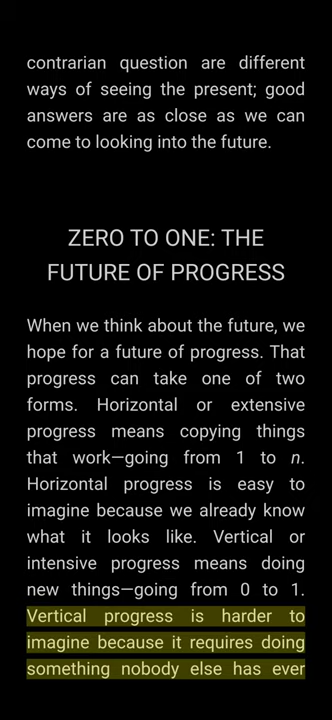 contrarian question are different
ways of seeing the present; good
answers are as close as we can
come to looking into the future.
ZERO TO ONE: THE
FUTURE OF PROGRESS
When we think about the future, we
hope for a future of progress. That
progress can take one of two
forms. Horizontal or extensive
progress means copying things
that work—going from 1 to n.
Horizontal progress is easy to
imagine because we already know
what it looks like. Vertical or
intensive progress means doing
new things—going from 0 to 1.
Vertical progress is harder to
imagine because it requires doing
something nobody else has ever